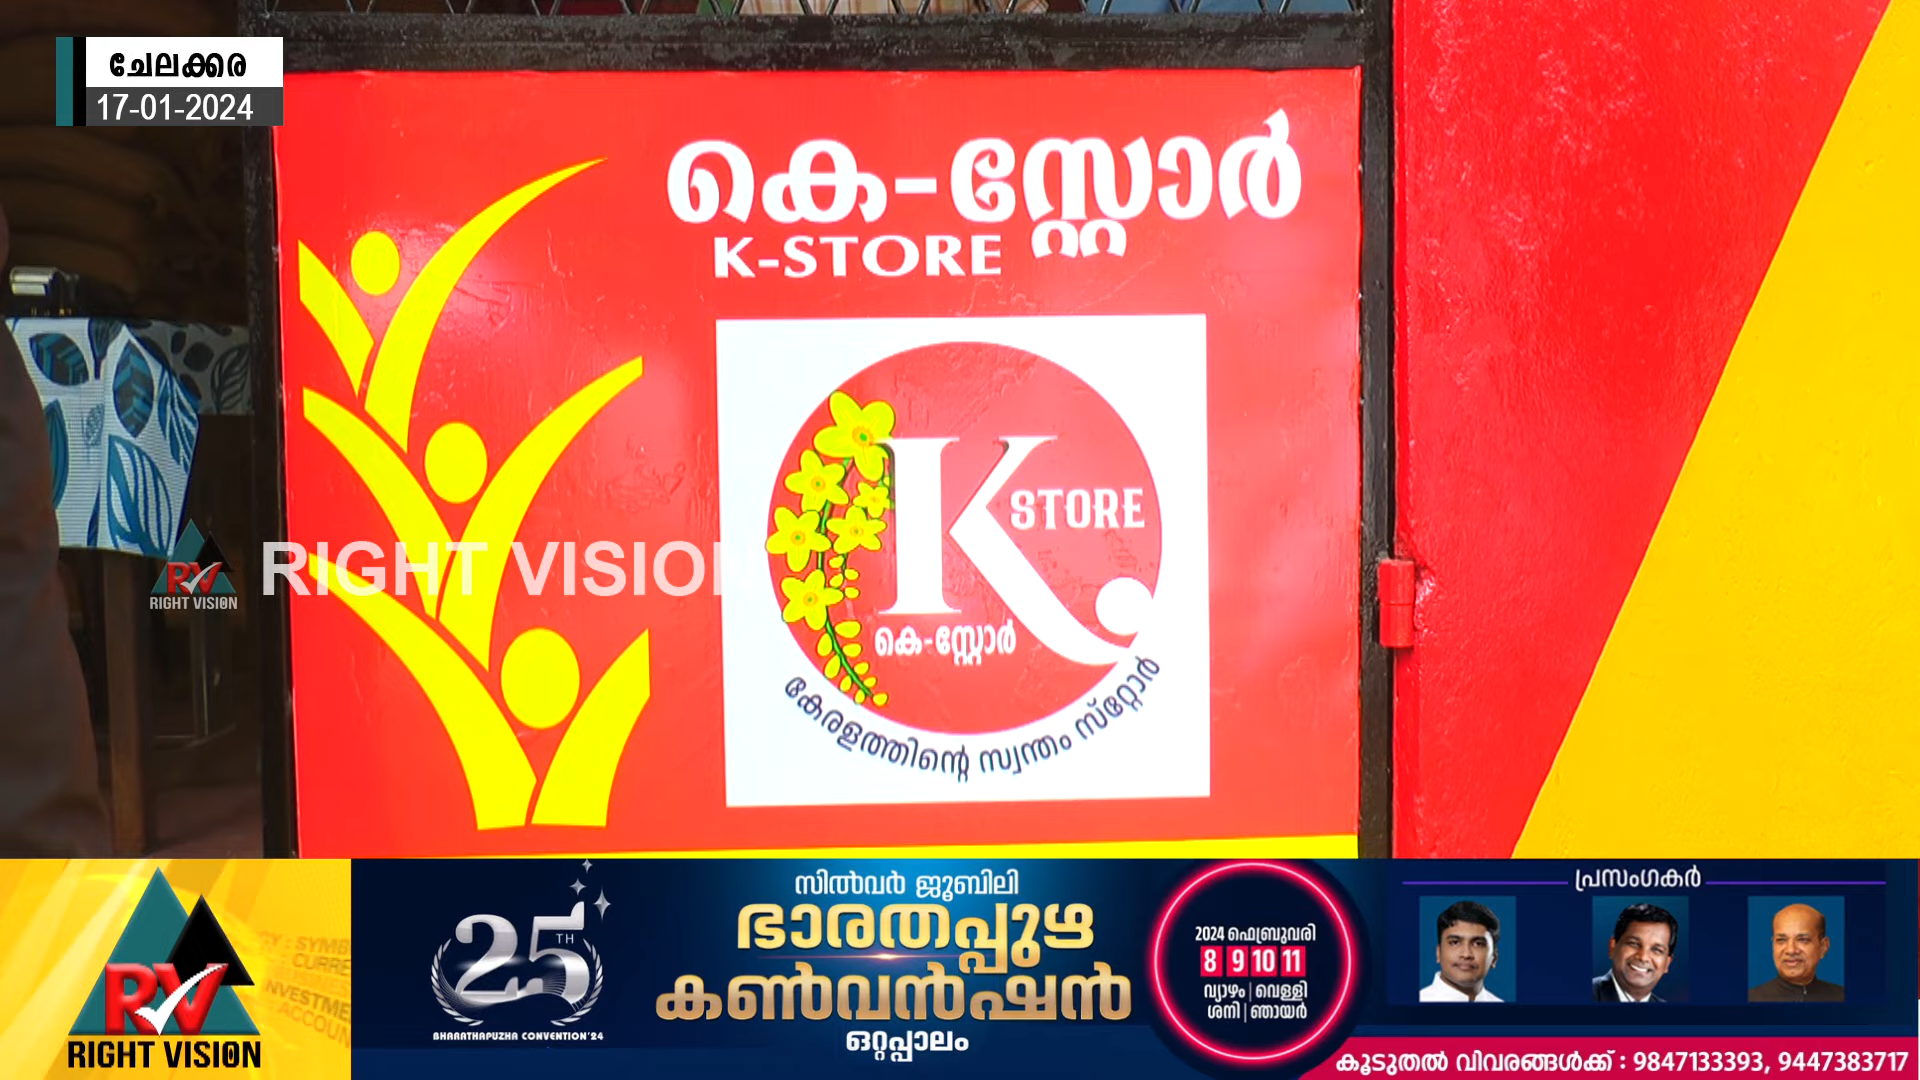 ചേലക്കര
17-01-2024
കെ-സ്റ്റോർ
K-STORE
K STORE
കെ-സ്റ്റോർ
കേരളത്തിന്റെ സ്വന്തം സ്‌റ്റോർ
RV
RIGHT VISION
RIGHT VISION
RV
RIGHT VISION
25TH
BHARATHAPUZHA CONVENTION'24
സിൽവർ ജൂബിലി
ഭാരതപ്പുഴ
കൺവൻഷൻ
ഒറ്റപ്പാലം
2024 ഫെബ്രുവരി
8 9 10 11
വ്യാഴം | വെള്ളി
ശനി | ഞായർ
പ്രസംഗകർ
കൂടുതൽ വിവരങ്ങൾക്ക് : 9847133393, 9447383717